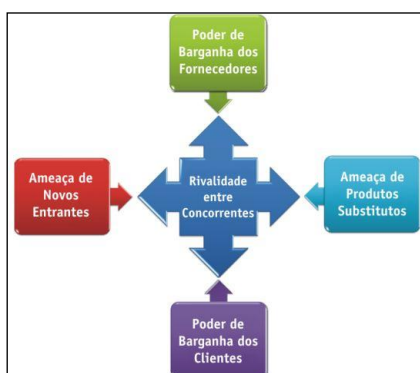 Poder de
Barganha dos
Fornecedores
Ameaça de
Novos
Entrantes
Rivalidade
entre
Concorrentes
Ameaça de
Produtos
Substitutos
Poder de
Barganha dos
Clientes